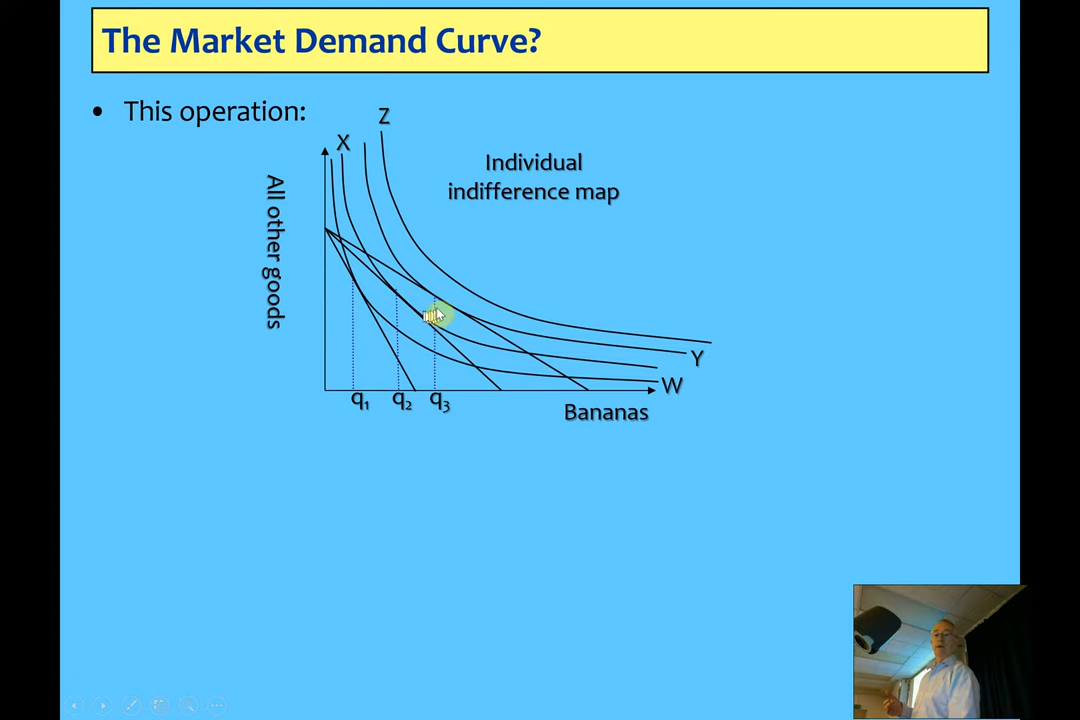 The Market Demand Curve?
• This operation:
Z
X
Individual
indifference map
All other goods
Y
W
q₁ q₂ q₃
Bananas